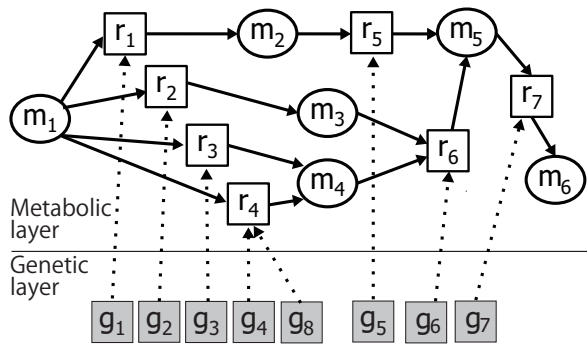 r1 m2 r5 m5
r2 r7
m1 m3
r3 r6
m4 m6
r4
Metabolic
layer
Genetic
layer
g1 g2 g3 g4 g8 g5 g6 g7